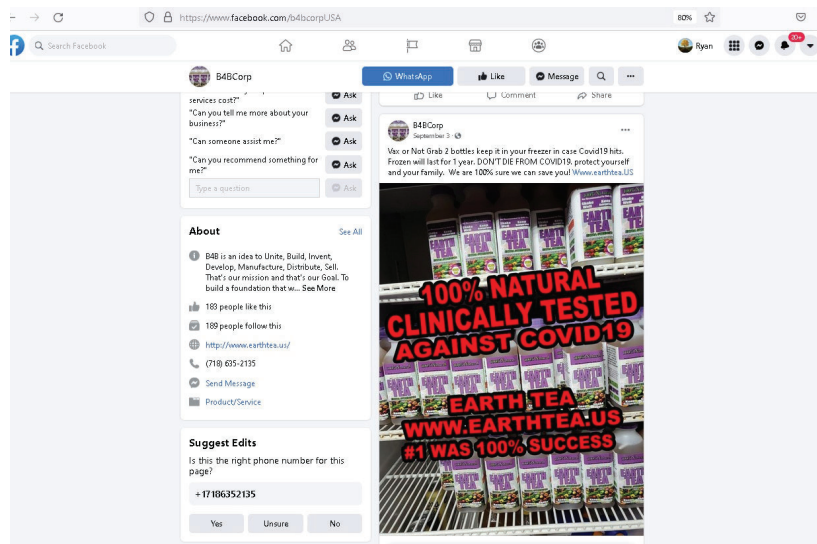 https://www.facebook.com/b4bcorpUSA
80%
Search Facebook
Ryan
20+
B4BCorp
WhatsApp
Like
Message
services cost?"
Ask
"Can you tell me more about your
business?"
Ask
"Can someone assist me?"
Ask
"Can you recommend something for
me?"
Ask
Type a question
Ask
About
See All
B4B is an idea to Unite, Build, Invent,
Develop, Manufacture, Distribute, Sell.
That's our mission and that's our Goal. To
build a foundation that w... See More
183 people like this
189 people follow this
http://www.earthtea.us/
(718) 635-2135
Send Message
Product/Service
Suggest Edits
Is this the right phone number for this
page?
+17186352135
Yes
Unsure
No
Like
Comment
Share
B4BCorp
September 3
Vax or Not Grab 2 bottles keep it in your freezer in case Covid19 hits.
Frozen will last for 1 year. DON'T DIE FROM COVID19. protect yourself
and your family. We are 100% sure we can save you! Www.earthtea.US
EARTH TEA
100% NATURAL
CLINICALLY TESTED
AGAINST COVID19
EARTH TEA
WWW.EARTHTEA.US
#1 WAS 100% SUCCESS